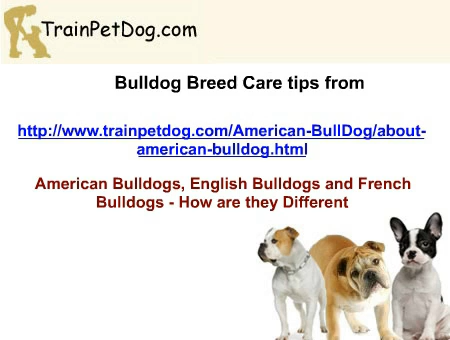 TrainPetDog.com
Bulldog Breed Care tips from
http://www.trainpetdog.com/American-BullDog/about-
american-bulldog.html
American Bulldogs, English Bulldogs and French
Bulldogs - How are they Different